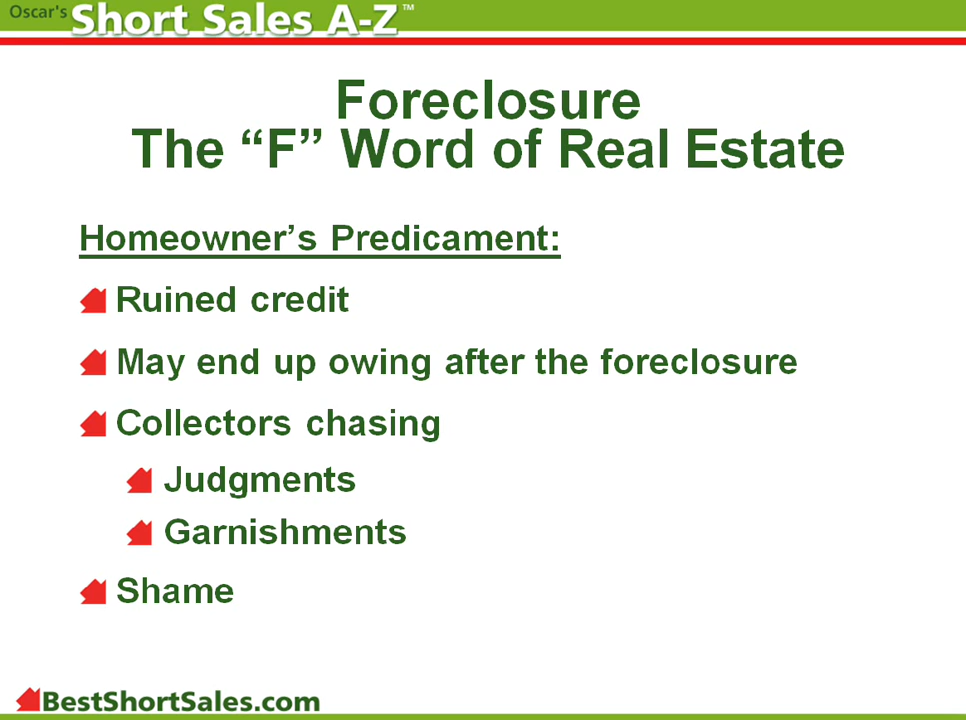 Oscar's Short Sales A-Z™
Foreclosure
The “F” Word of Real Estate
Homeowner’s Predicament:
Ruined credit
May end up owing after the foreclosure
Collectors chasing
Judgments
Garnishments
Shame
BestShortSales.com